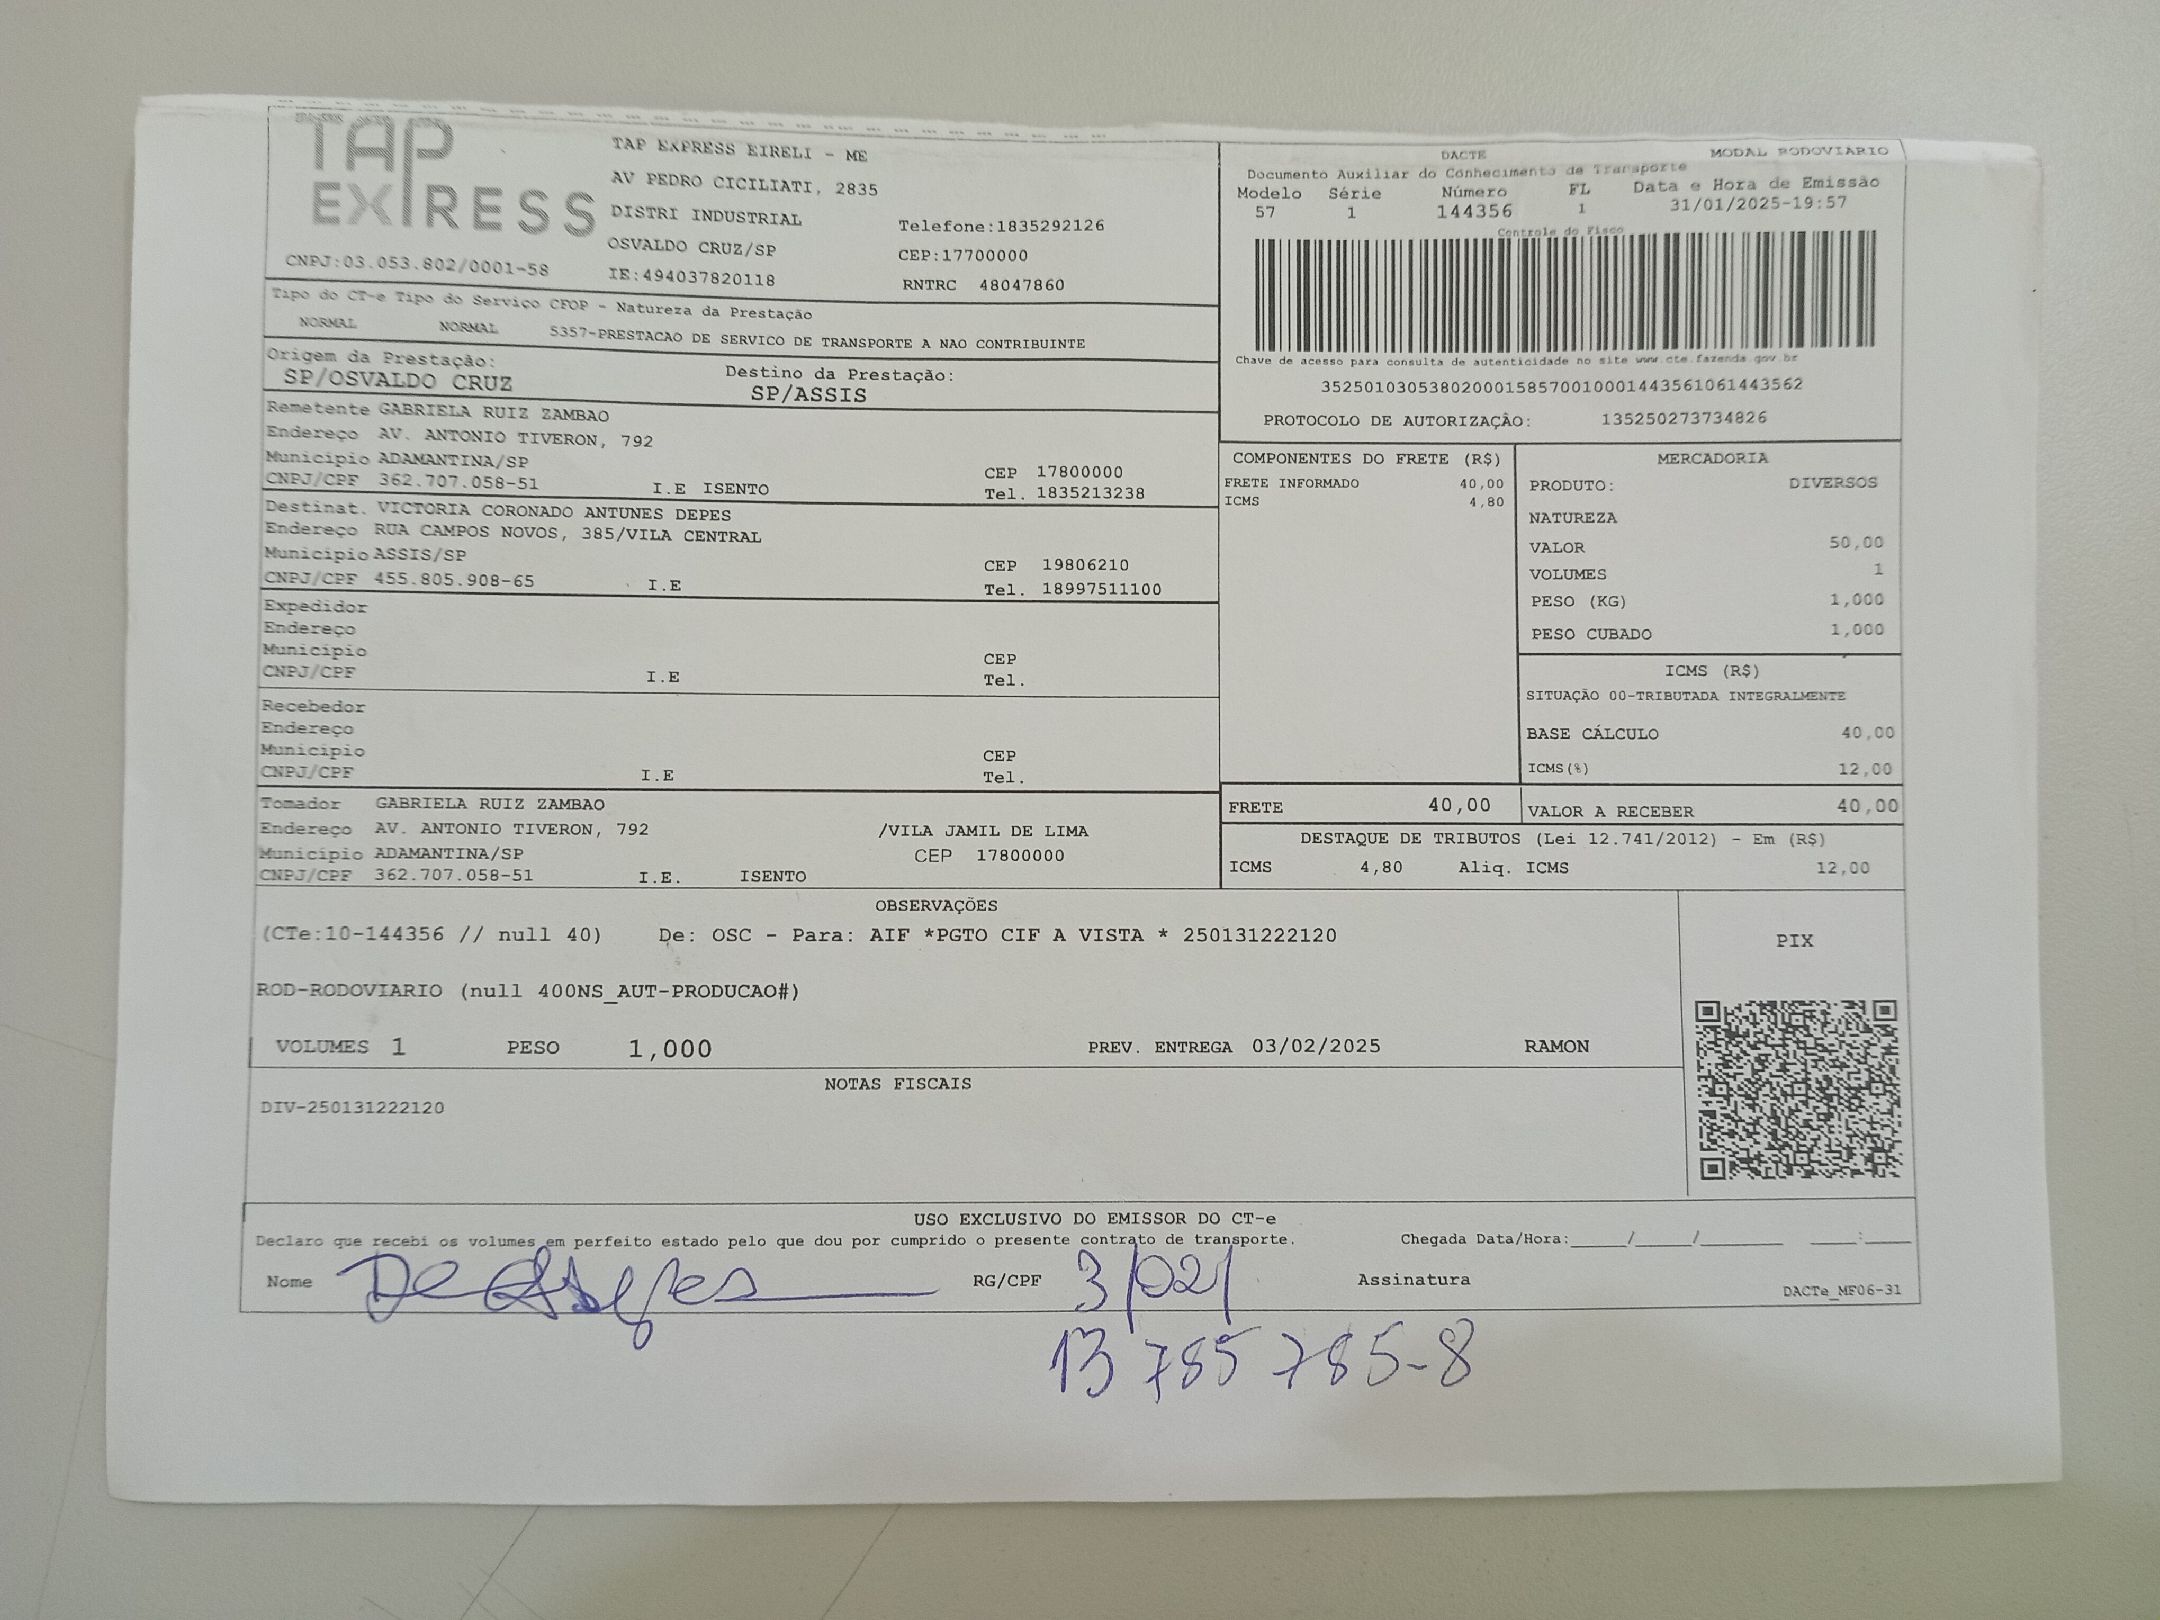 TAP EXPRESS
TAP EXPRESS EIRELI - ME
AV PEDRO CICILIATI, 2835
DISTRI INDUSTRIAL
Telefone:1835292126
OSVALDO CRUZ/SP
CEP:17700000
CNPJ:03.053.802/0001-58
IE:494037820118
RNTRC 48047860
DACTE
MODAL RODOVIARIO
Documento Auxiliar do Conhecimento de Transporte
Modelo Série Número FL Data e Hora de Emissão
57 1 144356 1 31/01/2025-19:57
Controle do Fisco
Chave de acesso para consulta de autenticidade no site www.cte.fazenda.gov.br
35250103053802000158570010001443561061443562
PROTOCOLO DE AUTORIZAÇÃO: 135250273734826
Tipo do CT-e Tipo do Serviço CFOP - Natureza da Prestação
NORMAL NORMAL 5357-PRESTACAO DE SERVICO DE TRANSPORTE A NAO CONTRIBUINTE
Origem da Prestação: Destino da Prestação:
SP/OSVALDO CRUZ SP/ASSIS
Remetente GABRIELA RUIZ ZAMBAO
Endereço AV. ANTONIO TIVERON, 792
Município ADAMANTINA/SP CEP 17800000
CNPJ/CPF 362.707.058-51 I.E ISENTO Tel. 1835213238
Destinat. VICTORIA CORONADO ANTUNES DEPES
Endereço RUA CAMPOS NOVOS, 385/VILA CENTRAL
Município ASSIS/SP CEP 19806210
CNPJ/CPF 455.805.908-65 I.E Tel. 18997511100
Expedidor
Endereço
Município CEP
CNPJ/CPF I.E Tel.
Recebedor
Endereço
Município CEP
CNPJ/CPF I.E Tel.
Tomador GABRIELA RUIZ ZAMBAO
Endereço AV. ANTONIO TIVERON, 792 /VILA JAMIL DE LIMA
Município ADAMANTINA/SP CEP 17800000
CNPJ/CPF 362.707.058-51 I.E. ISENTO
COMPONENTES DO FRETE (R$)
FRETE INFORMADO 40,00
ICMS 4,80
MERCADORIA
PRODUTO: DIVERSOS
NATUREZA
VALOR 50,00
VOLUMES 1
PESO (KG) 1,000
PESO CUBADO 1,000
ICMS (R$)
SITUAÇÃO 00-TRIBUTADA INTEGRALMENTE
BASE CÁLCULO 40,00
ICMS(%) 12,00
FRETE 40,00 VALOR A RECEBER 40,00
DESTAQUE DE TRIBUTOS (Lei 12.741/2012) - Em (R$)
ICMS 4,80 Aliq. ICMS 12,00
OBSERVAÇÕES
(CTe:10-144356 // null 40) De: OSC - Para: AIF *PGTO CIF A VISTA * 250131222120
ROD-RODOVIARIO (null 400NS_AUT-PRODUCAO#)
VOLUMES 1 PESO 1,000 PREV. ENTREGA 03/02/2025 RAMON
PIX
NOTAS FISCAIS
DIV-250131222120
USO EXCLUSIVO DO EMISSOR DO CT-e
Declaro que recebi os volumes em perfeito estado pelo que dou por cumprido o presente contrato de transporte. Chegada Data/Hora:____/____/______ ____:____
Nome RG/CPF 3/02/ Assinatura
DACTe_MF06-31
13 785 785-8